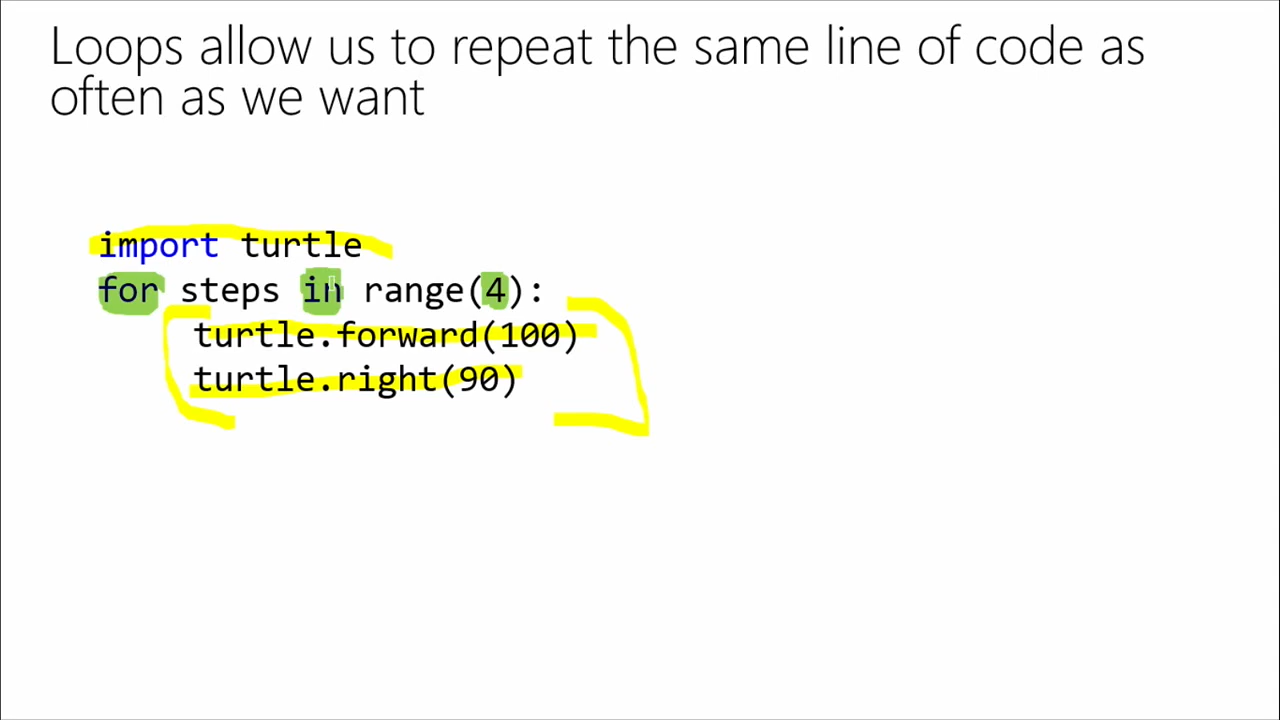 Loops allow us to repeat the same line of code as
often as we want
import turtle
for steps in range(4):
turtle.forward(100)
turtle.right(90)